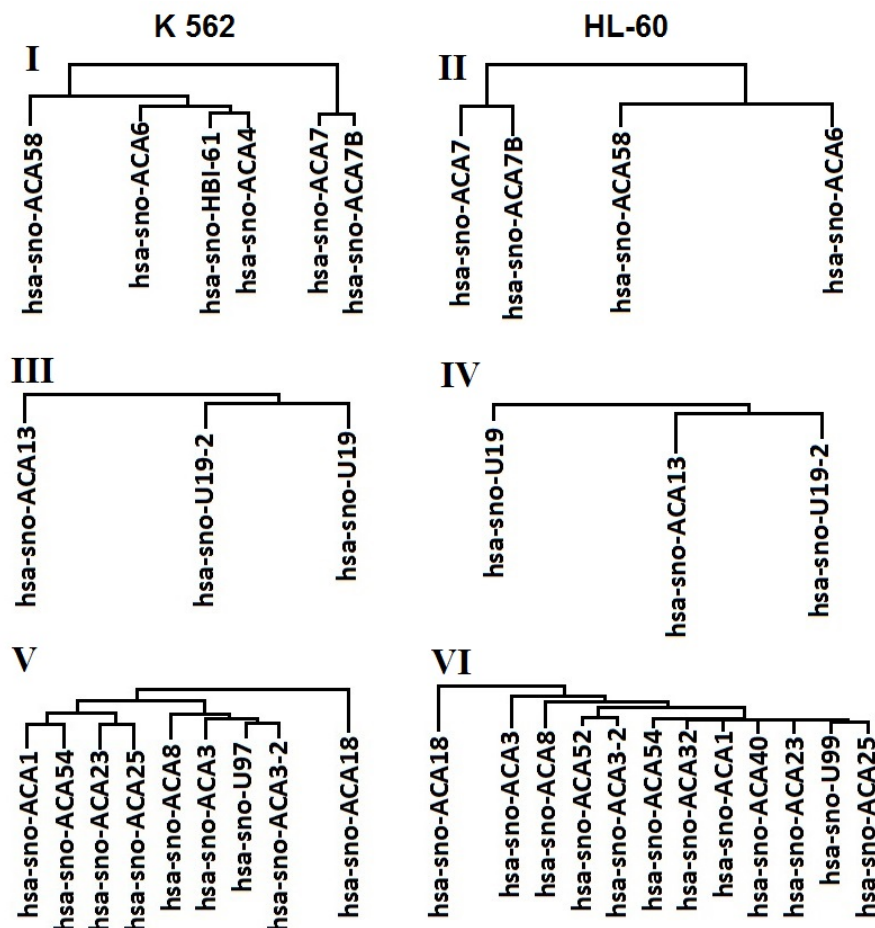 K 562
HL-60
I
hsa-sno-ACA58
hsa-sno-ACA6
hsa-sno-HBI-61
hsa-sno-ACA4
hsa-sno-ACA7
hsa-sno-ACA7B
II
hsa-sno-ACA7
hsa-sno-ACA7B
hsa-sno-ACA58
hsa-sno-ACA6
III
hsa-sno-ACA13
hsa-sno-U19-2
hsa-sno-U19
IV
hsa-sno-U19
hsa-sno-ACA13
hsa-sno-U19-2
V
hsa-sno-ACA1
hsa-sno-ACA54
hsa-sno-ACA23
hsa-sno-ACA25
hsa-sno-ACA8
hsa-sno-ACA3
hsa-sno-U97
hsa-sno-ACA3-2
hsa-sno-ACA18
VI
hsa-sno-ACA18
hsa-sno-ACA3
hsa-sno-ACA8
hsa-sno-ACA52
hsa-sno-ACA3-2
hsa-sno-ACA54
hsa-sno-ACA32
hsa-sno-ACA1
hsa-sno-ACA40
hsa-sno-ACA23
hsa-sno-U99
hsa-sno-ACA25